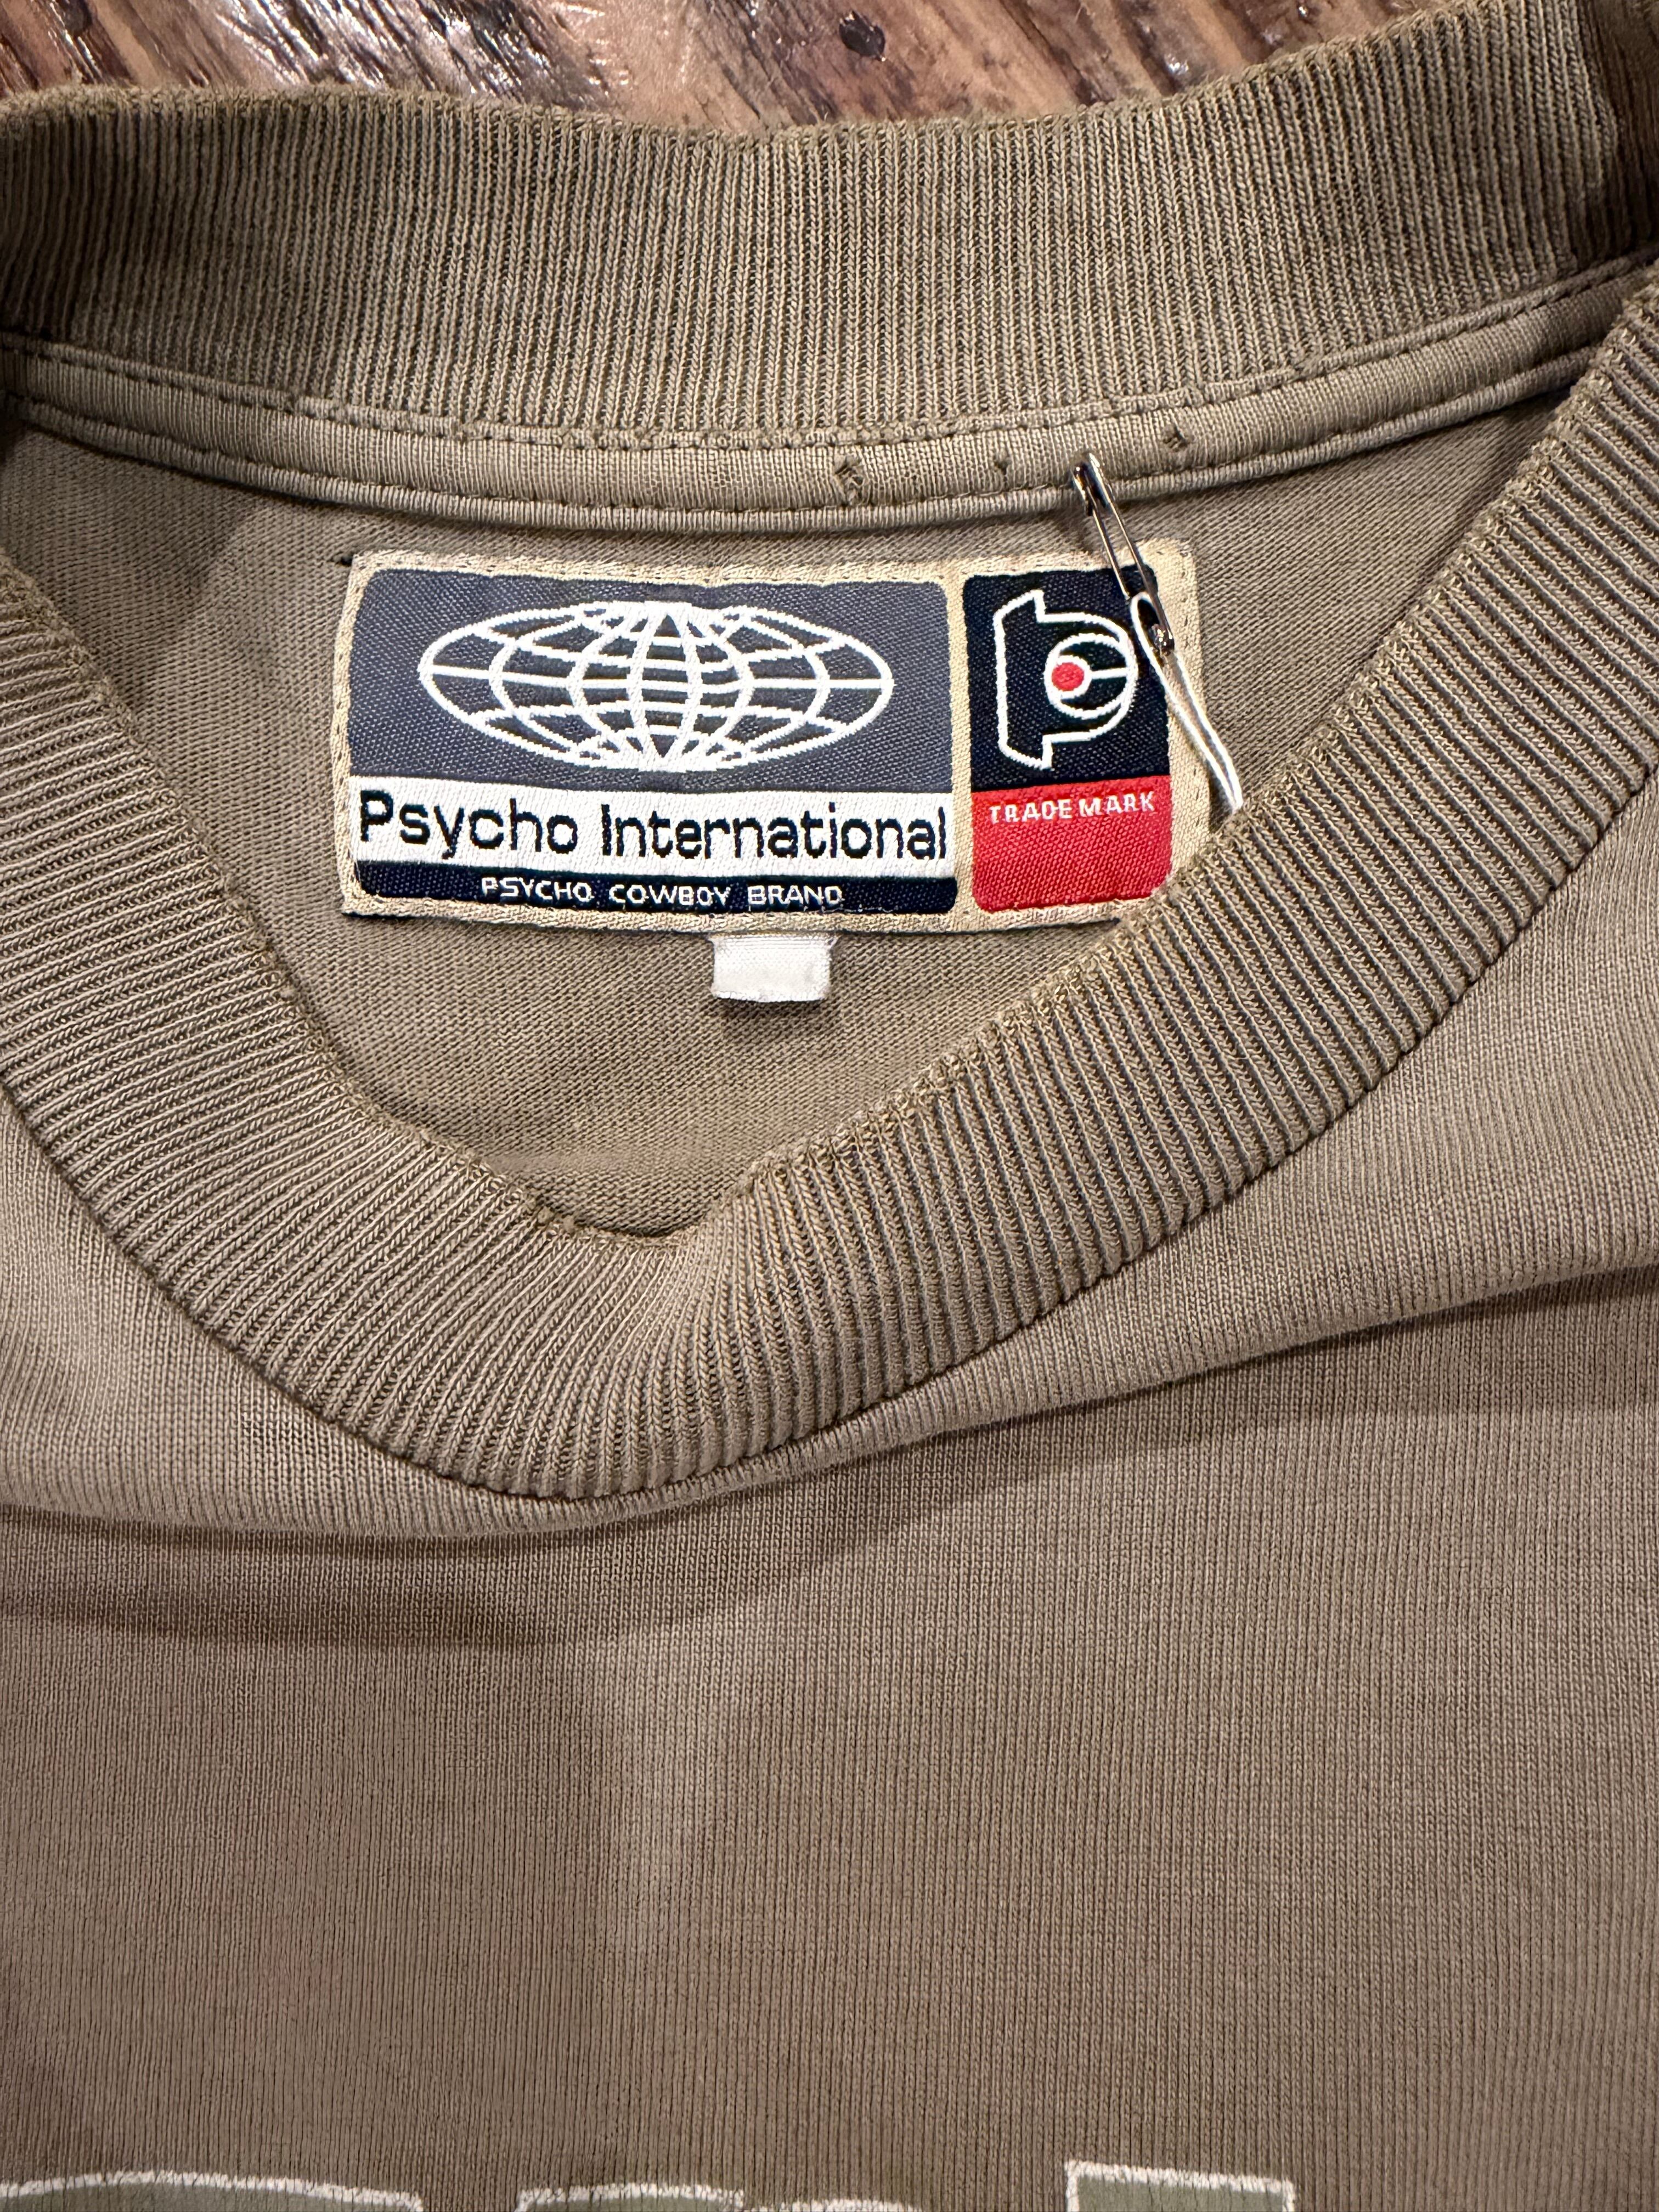 Psycho International
PSYCHO COWBOY BRAND
TRADE MARK